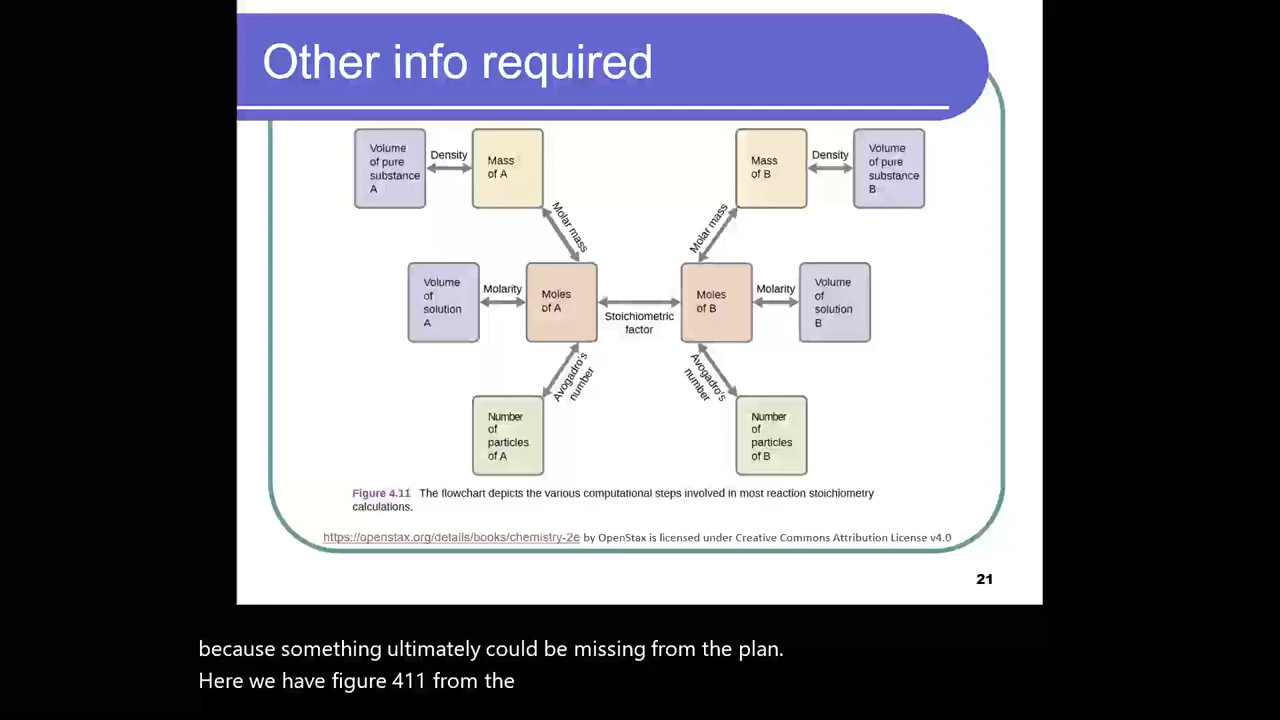 Other info required
Volume
of pure
substance
A
Density
Mass
of A
Mass
of B
Density
Volume
of pure
substance
B
Molar mass
Molar mass
Volume
of
solution
A
Molarity
Moles
of A
Stoichiometric
factor
Moles
of B
Molarity
Volume
of
solution
B
Avogadro's
number
Avogadro's
number
Number
of
particles
of A
Number
of
particles
of B
Figure 4.11 The flowchart depicts the various computational steps involved in most reaction stoichiometry
calculations.
https://openstax.org/details/books/chemistry-2e by OpenStax is licensed under Creative Commons Attribution License v4.0
21
because something ultimately could be missing from the plan.
Here we have figure 411 from the